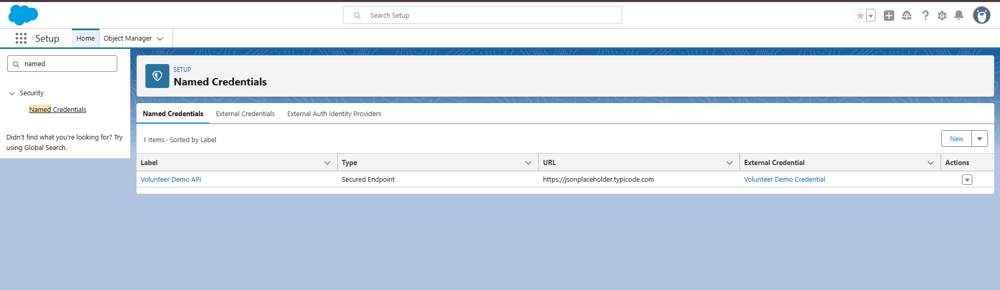 Search Setup
Setup
Home
Object Manager
named
Security
Named Credentials
Didn't find what you're looking for? Try
using Global Search.
SETUP
Named Credentials
Named Credentials External Credentials External Auth Identity Providers
1 Items · Sorted by Label
New
Label Type URL External Credential Actions
Volunteer Demo API Secured Endpoint https://jsonplaceholder.typicode.com Volunteer Demo Credential